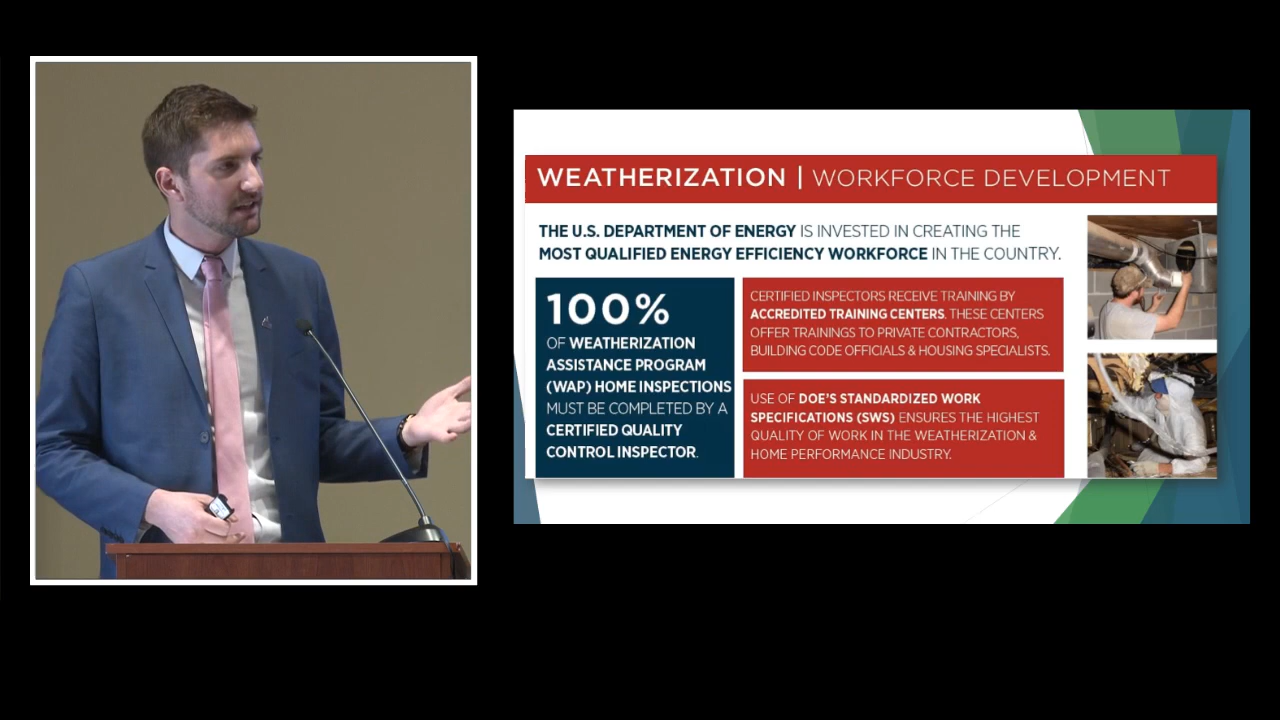 WEATHERIZATION | WORKFORCE DEVELOPMENT
THE U.S. DEPARTMENT OF ENERGY IS INVESTED IN CREATING THE
MOST QUALIFIED ENERGY EFFICIENCY WORKFORCE IN THE COUNTRY.
100%
OF WEATHERIZATION
ASSISTANCE PROGRAM
(WAP) HOME INSPECTIONS
MUST BE COMPLETED BY A
CERTIFIED QUALITY
CONTROL INSPECTOR.
CERTIFIED INSPECTORS RECEIVE TRAINING BY
ACCREDITED TRAINING CENTERS. THESE CENTERS
OFFER TRAININGS TO PRIVATE CONTRACTORS,
BUILDING CODE OFFICIALS & HOUSING SPECIALISTS.
USE OF DOE'S STANDARDIZED WORK
SPECIFICATIONS (SWS) ENSURES THE HIGHEST
QUALITY OF WORK IN THE WEATHERIZATION &
HOME PERFORMANCE INDUSTRY.